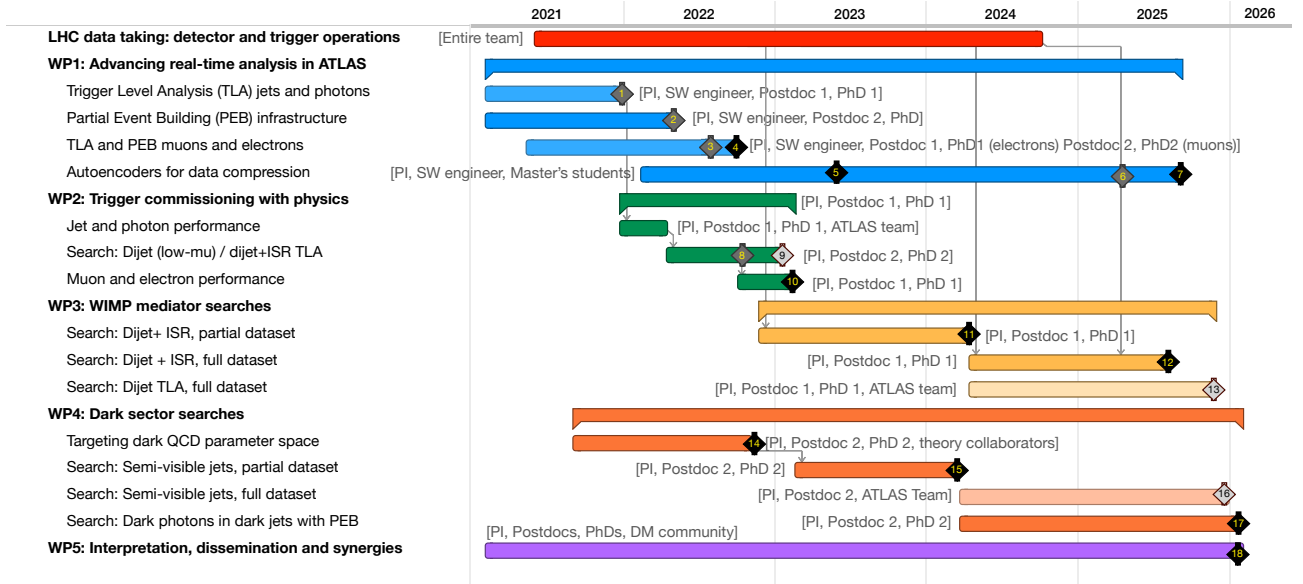 2021 2022 2023 2024 2025 2026
LHC data taking: detector and trigger operations [Entire team]
WP1: Advancing real-time analysis in ATLAS
Trigger Level Analysis (TLA) jets and photons 1 [PI, SW engineer, Postdoc 1, PhD 1]
Partial Event Building (PEB) infrastructure 2 [PI, SW engineer, Postdoc 2, PhD]
TLA and PEB muons and electrons 3 4 [PI, SW engineer, Postdoc 1, PhD1 (electrons) Postdoc 2, PhD2 (muons)]
Autoencoders for data compression [PI, SW engineer, Master's students] 5 6 7
WP2: Trigger commissioning with physics [PI, Postdoc 1, PhD 1]
Jet and photon performance [PI, Postdoc 1, PhD 1, ATLAS team]
Search: Dijet (low-mu) / dijet+ISR TLA 8 9 [PI, Postdoc 2, PhD 2]
Muon and electron performance 10 [PI, Postdoc 1, PhD 1]
WP3: WIMP mediator searches
Search: Dijet+ ISR, partial dataset 11 [PI, Postdoc 1, PhD 1]
Search: Dijet + ISR, full dataset [PI, Postdoc 1, PhD 1] 12
Search: Dijet TLA, full dataset [PI, Postdoc 1, PhD 1, ATLAS team] 13
WP4: Dark sector searches
Targeting dark QCD parameter space 14 [PI, Postdoc 2, PhD 2, theory collaborators]
Search: Semi-visible jets, partial dataset [PI, Postdoc 2, PhD 2] 15
Search: Semi-visible jets, full dataset [PI, Postdoc 2, ATLAS Team] 16
Search: Dark photons in dark jets with PEB [PI, Postdoc 2, PhD 2] 17
[PI, Postdocs, PhDs, DM community]
WP5: Interpretation, dissemination and synergies 18